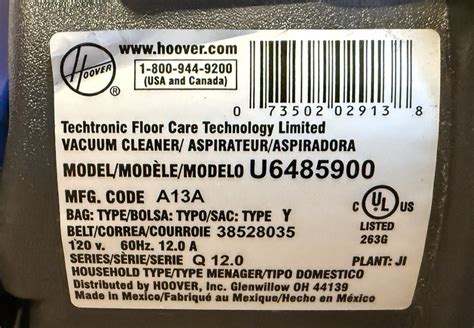 HOOVER
®
www.hoover.com
1-800-944-9200
(USA and Canada)
0 73502 02913 8
Techtronic Floor Care Technology Limited
VACUUM CLEANER/ ASPIRATEUR/ASPIRADORA
MODEL/MODÈLE/MODELO U6485900
MFG. CODE A13A
BAG: TYPE/BOLSA: TYPO/SAC: TYPE Y
BELT/CORREA/COURROIE 38528035
120 v. 60Hz. 12.0 A
SERIES/SÈRIE/SERIE Q 12.0
HOUSEHOLD TYPE/TYPE MENAGER/TIPO DOMESTICO
Distributed by HOOVER, Inc. Glenwillow OH 44139
Made in Mexico/Fabriqué au Mexique/Hecho en México
C UL US
®
LISTED
263G
PLANT: JI